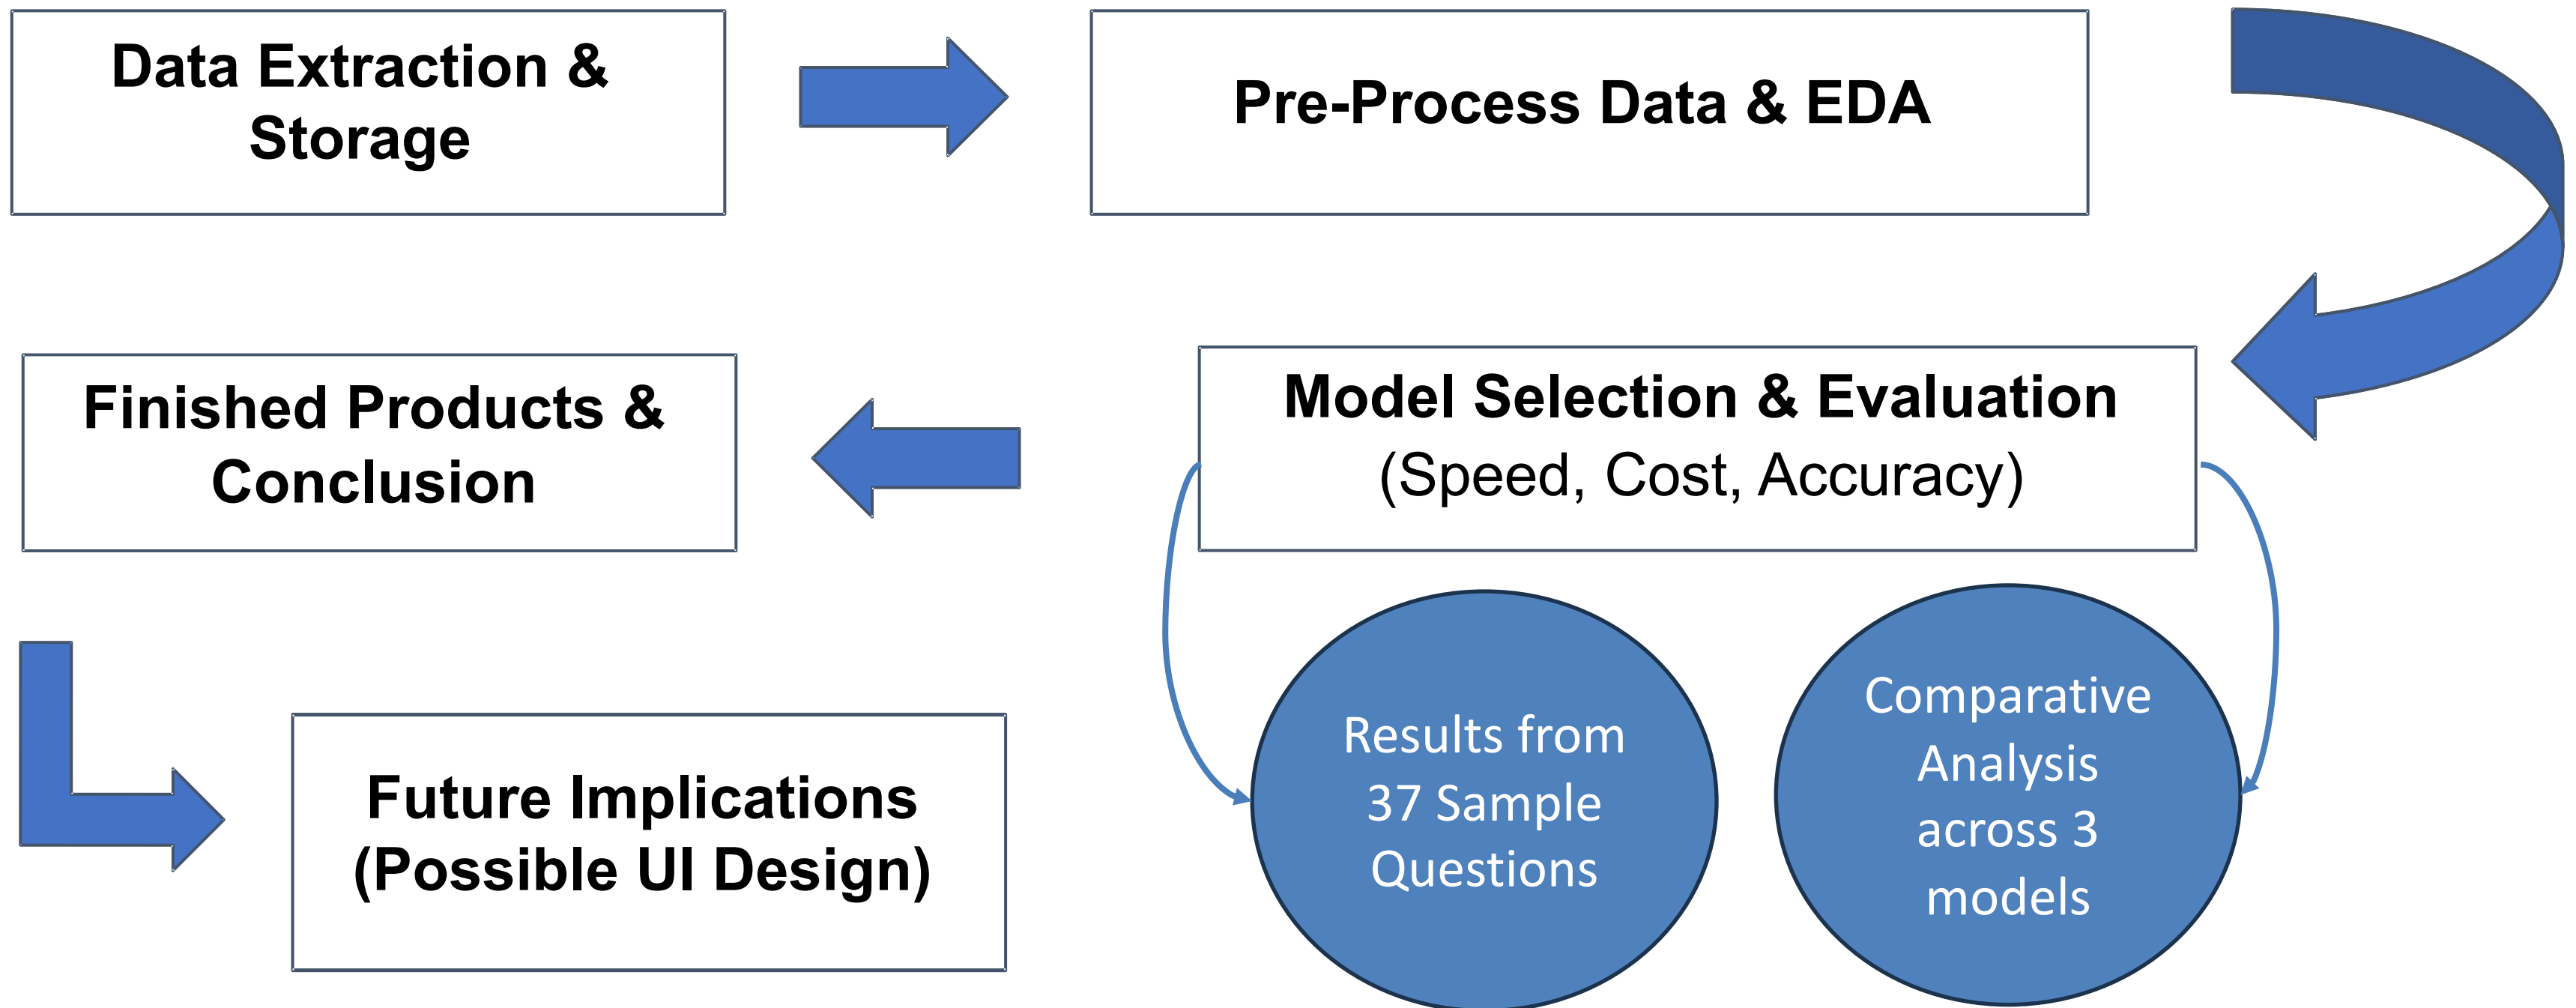 Data Extraction &
Storage
Pre-Process Data & EDA
Model Selection & Evaluation
(Speed, Cost, Accuracy)
Finished Products &
Conclusion
Results from
37 Sample
Questions
Comparative
Analysis
across 3
models
Future Implications
(Possible UI Design)